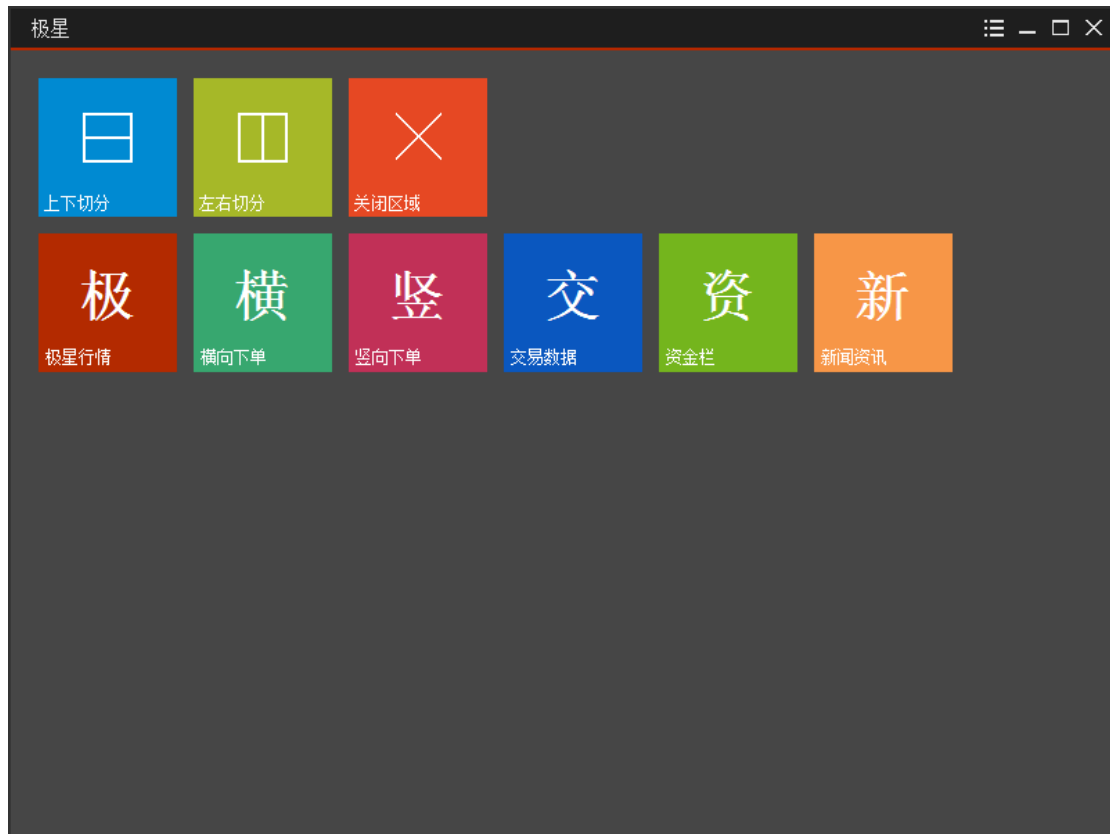 极星
上下切分
左右切分
关闭区域
极
横
竖
交
资
新
极星行情
横向下单
竖向下单
交易数据
资金栏
新闻资讯